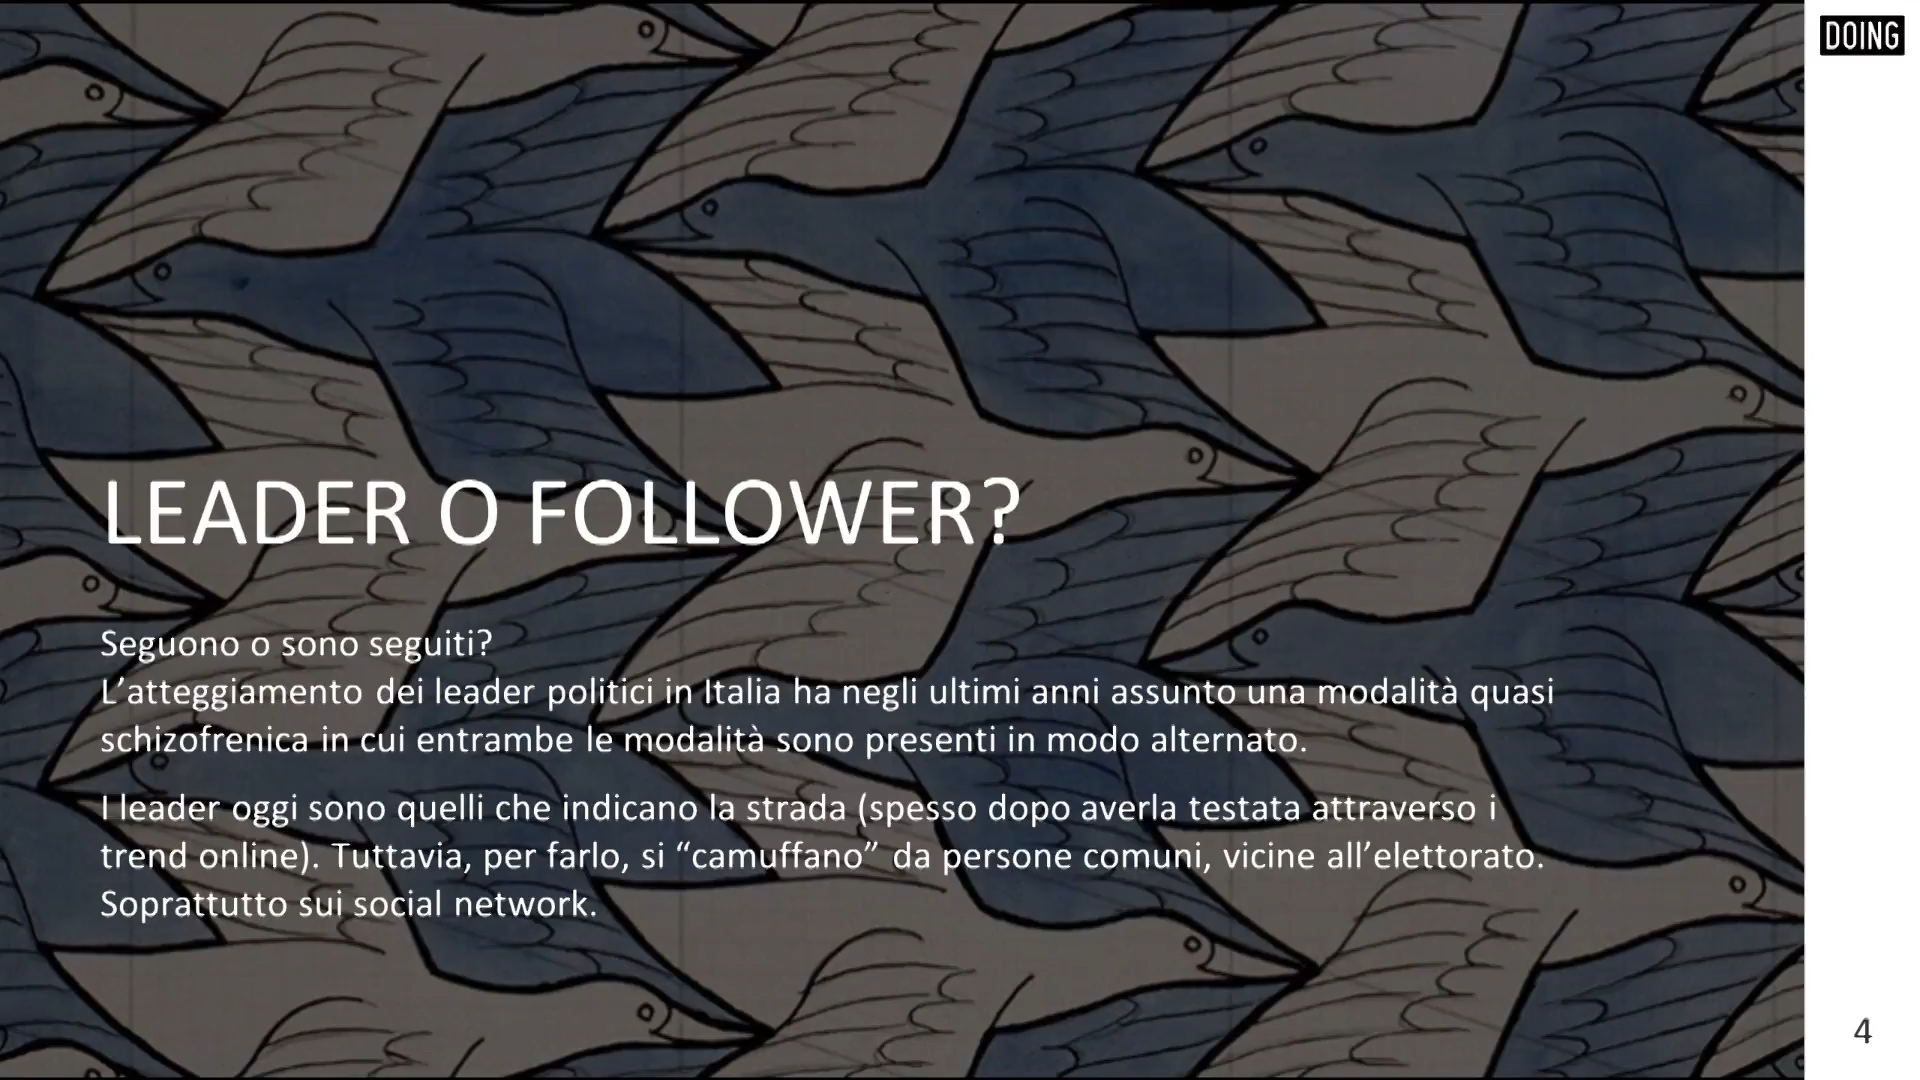 DOING
LEADER O FOLLOWER?
Seguono o sono seguiti?
L’atteggiamento dei leader politici in Italia ha negli ultimi anni assunto una modalità quasi
schizofrenica in cui entrambe le modalità sono presenti in modo alternato.
I leader oggi sono quelli che indicano la strada (spesso dopo averla testata attraverso i
trend online). Tuttavia, per farlo, si “camuffano” da persone comuni, vicine all’elettorato.
Soprattutto sui social network.
4